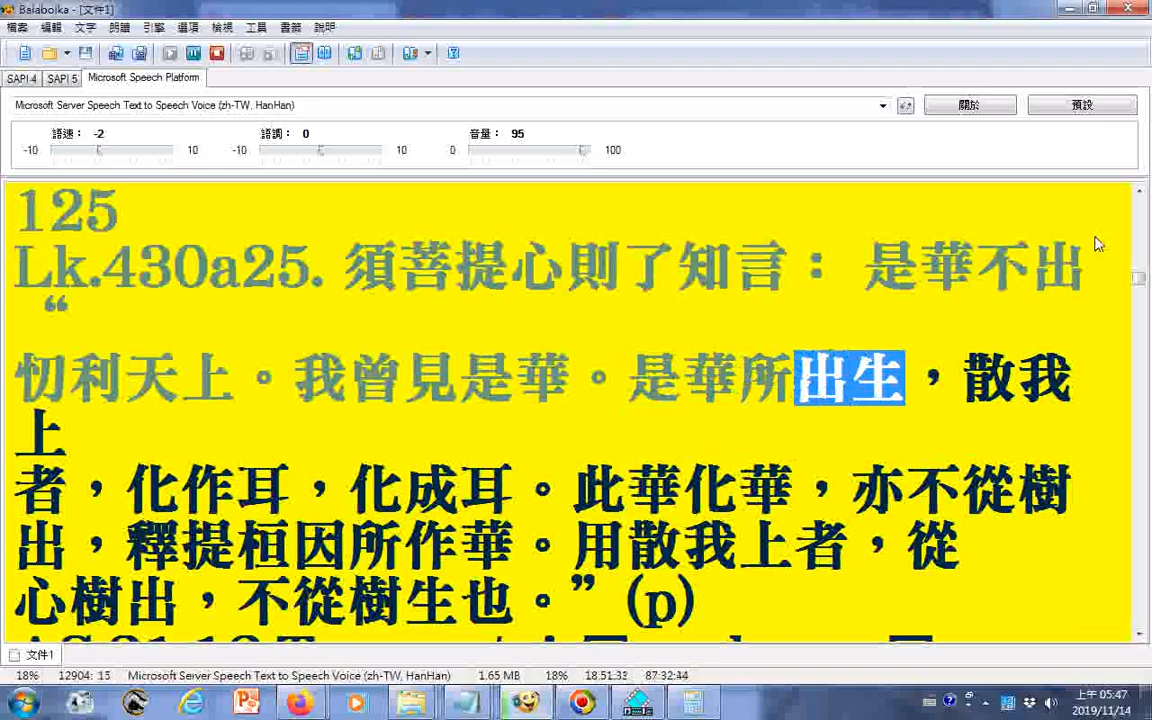 Balabolka - [文件1]
檔案 編輯 文字 朗讀 引擎 選項 檢視 工具 書籤 說明
SAPI 4 SAPI 5 Microsoft Speech Platform
Microsoft Server Speech Text to Speech Voice (zh-TW, HanHan) 關於 預設
語速： -2 語調： 0 音量： 95
-10 10 -10 10 0 100
125
Lk.430a25. 須菩提心則了知言： 是華不出
“
忉利天上。我曾見是華。是華所出生，散我
上
者，化作耳，化成耳。此華化華，亦不從樹
出，釋提桓因所作華。用散我上者，從
心樹出，不從樹生也。”(p)
文件1
18% 12904: 15 Microsoft Server Speech Text to Speech Voice (zh-TW, HanHan) 1.65 MB 18% 18:51:33 87:32:44
上午 05:47
2019/11/14